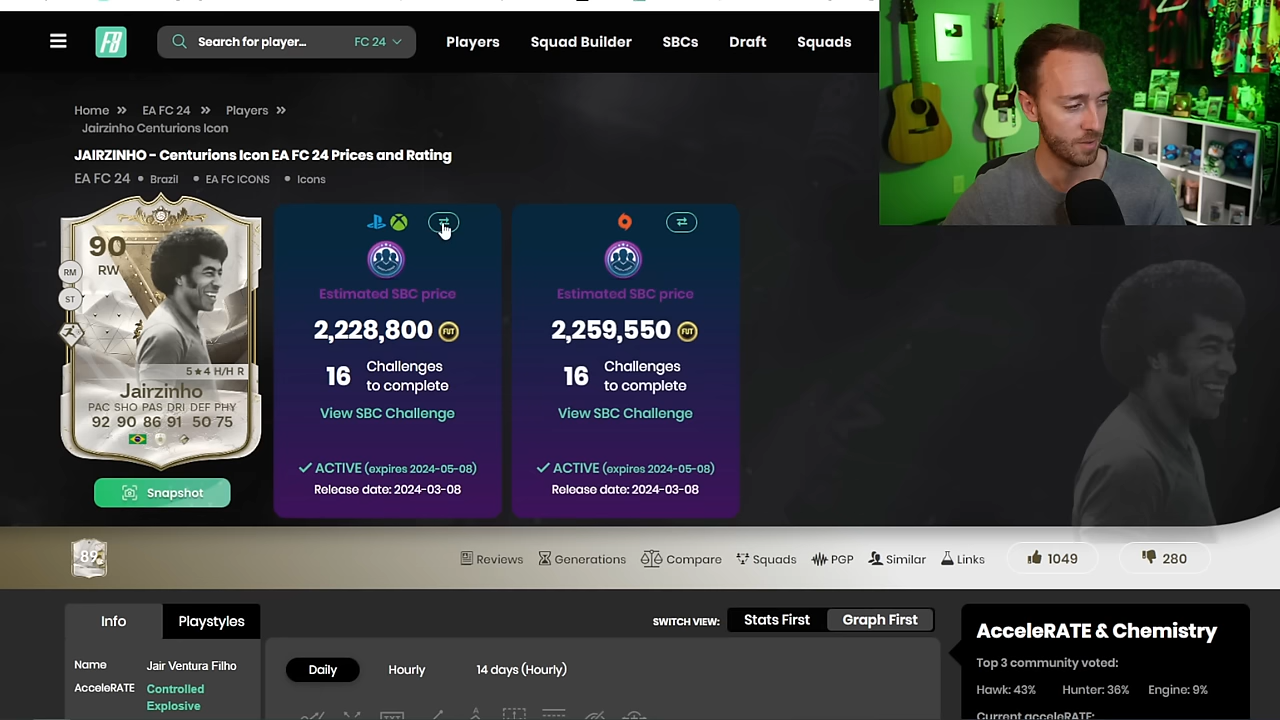 FB
Search for player...
FC 24
Players
Squad Builder
SBCs
Draft
Squads
Home
EA FC 24
Players
Jairzinho Centurions Icon
JAIRZINHO - Centurions Icon EA FC 24 Prices and Rating
EA FC 24 • Brazil • EA FC ICONS • Icons
90
RW
RM
ST
5★4 H/H R
Jairzinho
PAC SHO PAS DRI DEF PHY
92 90 86 91 50 75
Snapshot
Estimated SBC price
2,228,800 FUT
16
Challenges
to complete
View SBC Challenge
ACTIVE (expires 2024-05-08)
Release date: 2024-03-08
Estimated SBC price
2,259,550 FUT
16
Challenges
to complete
View SBC Challenge
ACTIVE (expires 2024-05-08)
Release date: 2024-03-08
89
Reviews
Generations
Compare
Squads
PGP
Similar
Links
1049
280
Info
Playstyles
Name
Jair Ventura Filho
AcceleRATE
Controlled
Explosive
SWITCH VIEW:
Stats First
Graph First
Daily
Hourly
14 days (Hourly)
TXT
AcceleRATE & Chemistry
Top 3 community voted:
Hawk: 43%
Hunter: 36%
Engine: 9%
Current acceleRATE: